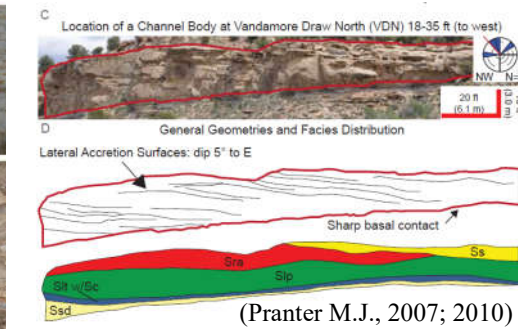 C
Location of a Channel Body at Vandamore Draw North (VDN) 18-35 ft (to west)
NW
N=
20 ft
(6.1 m)
(3.0 m)
D
General Geometries and Facies Distribution
Lateral Accretion Surfaces: dip 5° to E
Sharp basal contact
Sra
Ss
Slt w/Sc
Slp
Ssd
(Pranter M.J., 2007; 2010)